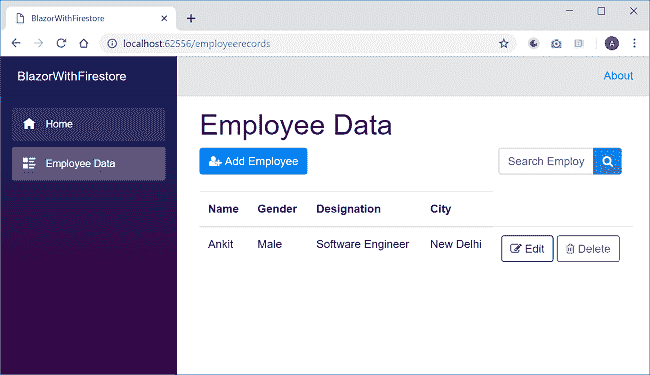 BlazorWithFirestore
localhost:62556/employeerecords
A
BlazorWithFirestore
About
Home
Employee Data
Employee Data
Add Employee
Search Employ
Name Gender Designation City
Ankit Male Software Engineer New Delhi Edit Delete